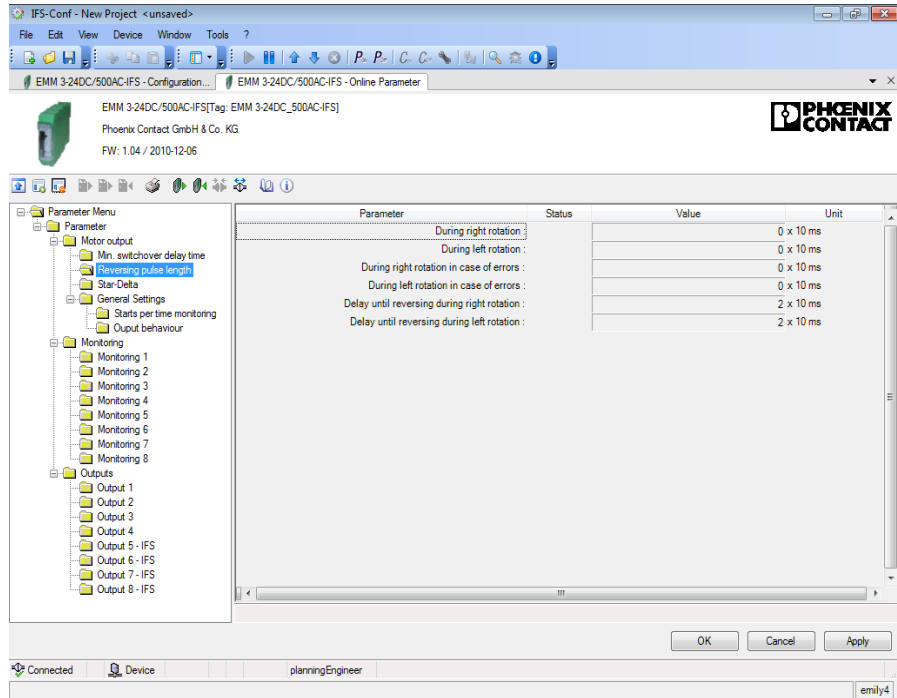 IFS-Conf - New Project <unsaved>
File Edit View Device Window Tools ?
EMM 3-24DC/500AC-IFS - Configuration... EMM 3-24DC/500AC-IFS - Online Parameter
EMM 3-24DC/500AC-IFS[Tag: EMM 3-24DC_500AC-IFS]
Phoenix Contact GmbH & Co. KG
FW: 1.04 / 2010-12-06
PHŒNIX
CONTACT
Parameter Menu
Parameter
Motor output
Min. switchover delay time
Reversing pulse length
Star-Delta
General Settings
Starts per time monitoring
Ouput behaviour
Monitoring
Monitoring 1
Monitoring 2
Monitoring 3
Monitoring 4
Monitoring 5
Monitoring 6
Monitoring 7
Monitoring 8
Outputs
Output 1
Output 2
Output 3
Output 4
Output 5 - IFS
Output 6 - IFS
Output 7 - IFS
Output 8 - IFS
Parameter Status Value Unit
During right rotation : 0 x 10 ms
During left rotation : 0 x 10 ms
During right rotation in case of errors : 0 x 10 ms
During left rotation in case of errors : 0 x 10 ms
Delay until reversing during right rotation : 2 x 10 ms
Delay until reversing during left rotation : 2 x 10 ms
OK Cancel Apply
Connected Device planningEngineer
emily4